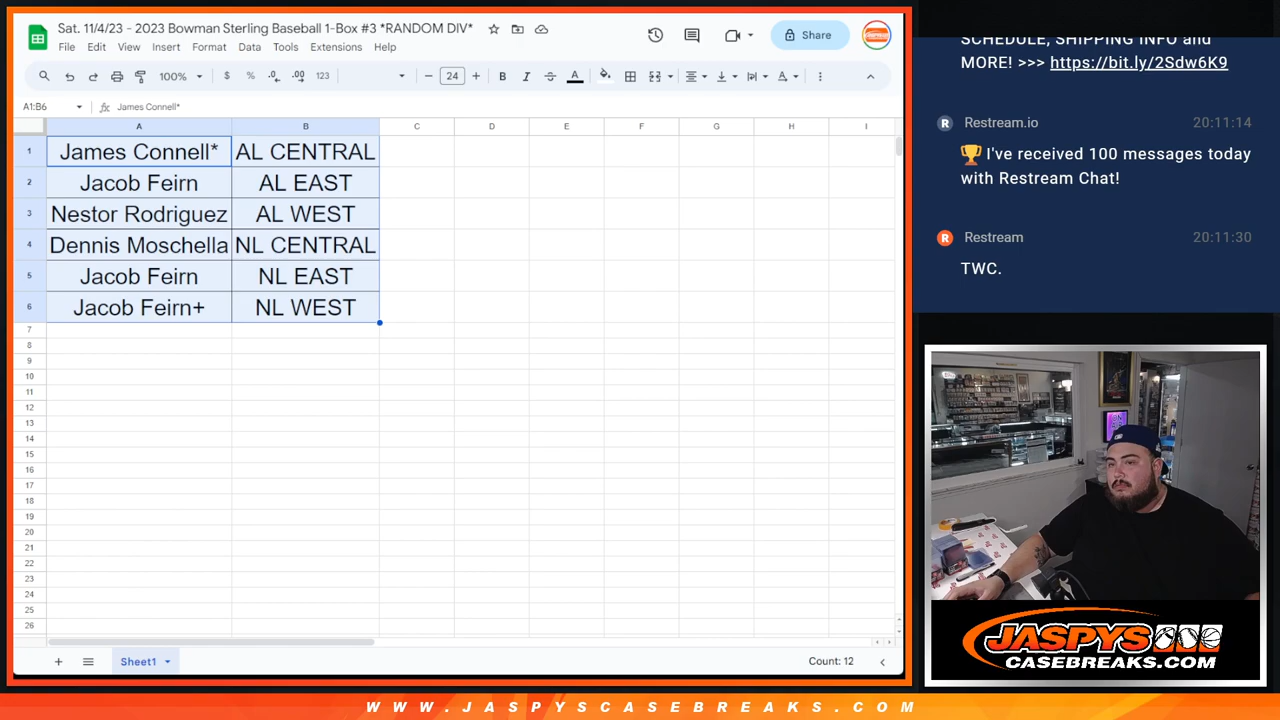 Sat. 11/4/23 - 2023 Bowman Sterling Baseball 1-Box #3 *RANDOM DIV*
File Edit View Insert Format Data Tools Extensions Help
Share
100% $ % .0 .00 123 24 B I A
A1:B6 fx James Connell*
A B C D E F G H I
1 James Connell* AL CENTRAL
2 Jacob Feirn AL EAST
3 Nestor Rodriguez AL WEST
4 Dennis Moschella NL CENTRAL
5 Jacob Feirn NL EAST
6 Jacob Feirn+ NL WEST
7
8
9
10
11
12
13
14
15
16
17
18
19
20
21
22
23
24
25
26
Sheet1 Count: 12
SCHEDULE, SHIPPING INFO and
MORE! >>> https://bit.ly/2Sdw6K9
R Restream.io 20:11:14
🏆 I've received 100 messages today
with Restream Chat!
R Restream 20:11:30
TWC.
JASPYS
CASEBREAKS.COM
WWW.JASPYSCASEBREAKS.COM